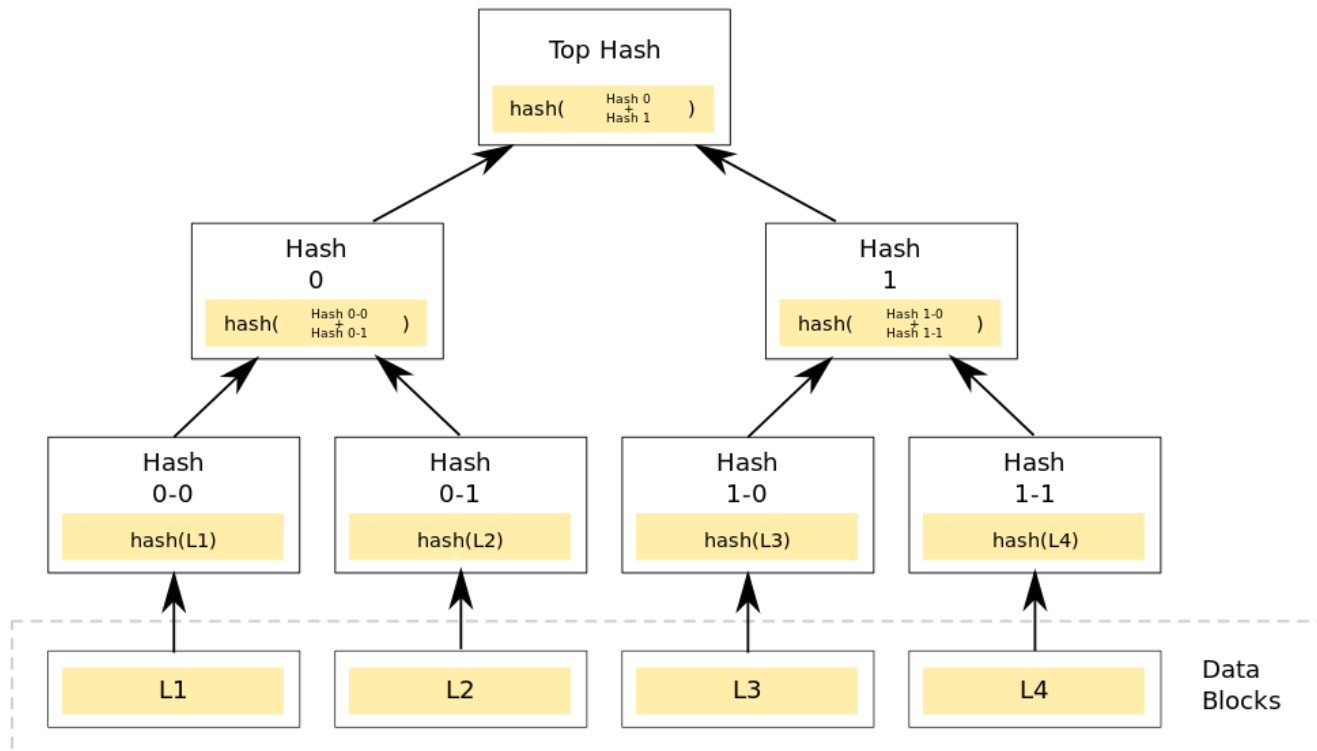 Top Hash
hash( Hash 0 + Hash 1 )
Hash
0
hash( Hash 0-0 + Hash 0-1 )
Hash
1
hash( Hash 1-0 + Hash 1-1 )
Hash
0-0
hash(L1)
Hash
0-1
hash(L2)
Hash
1-0
hash(L3)
Hash
1-1
hash(L4)
L1
L2
L3
L4
Data
Blocks